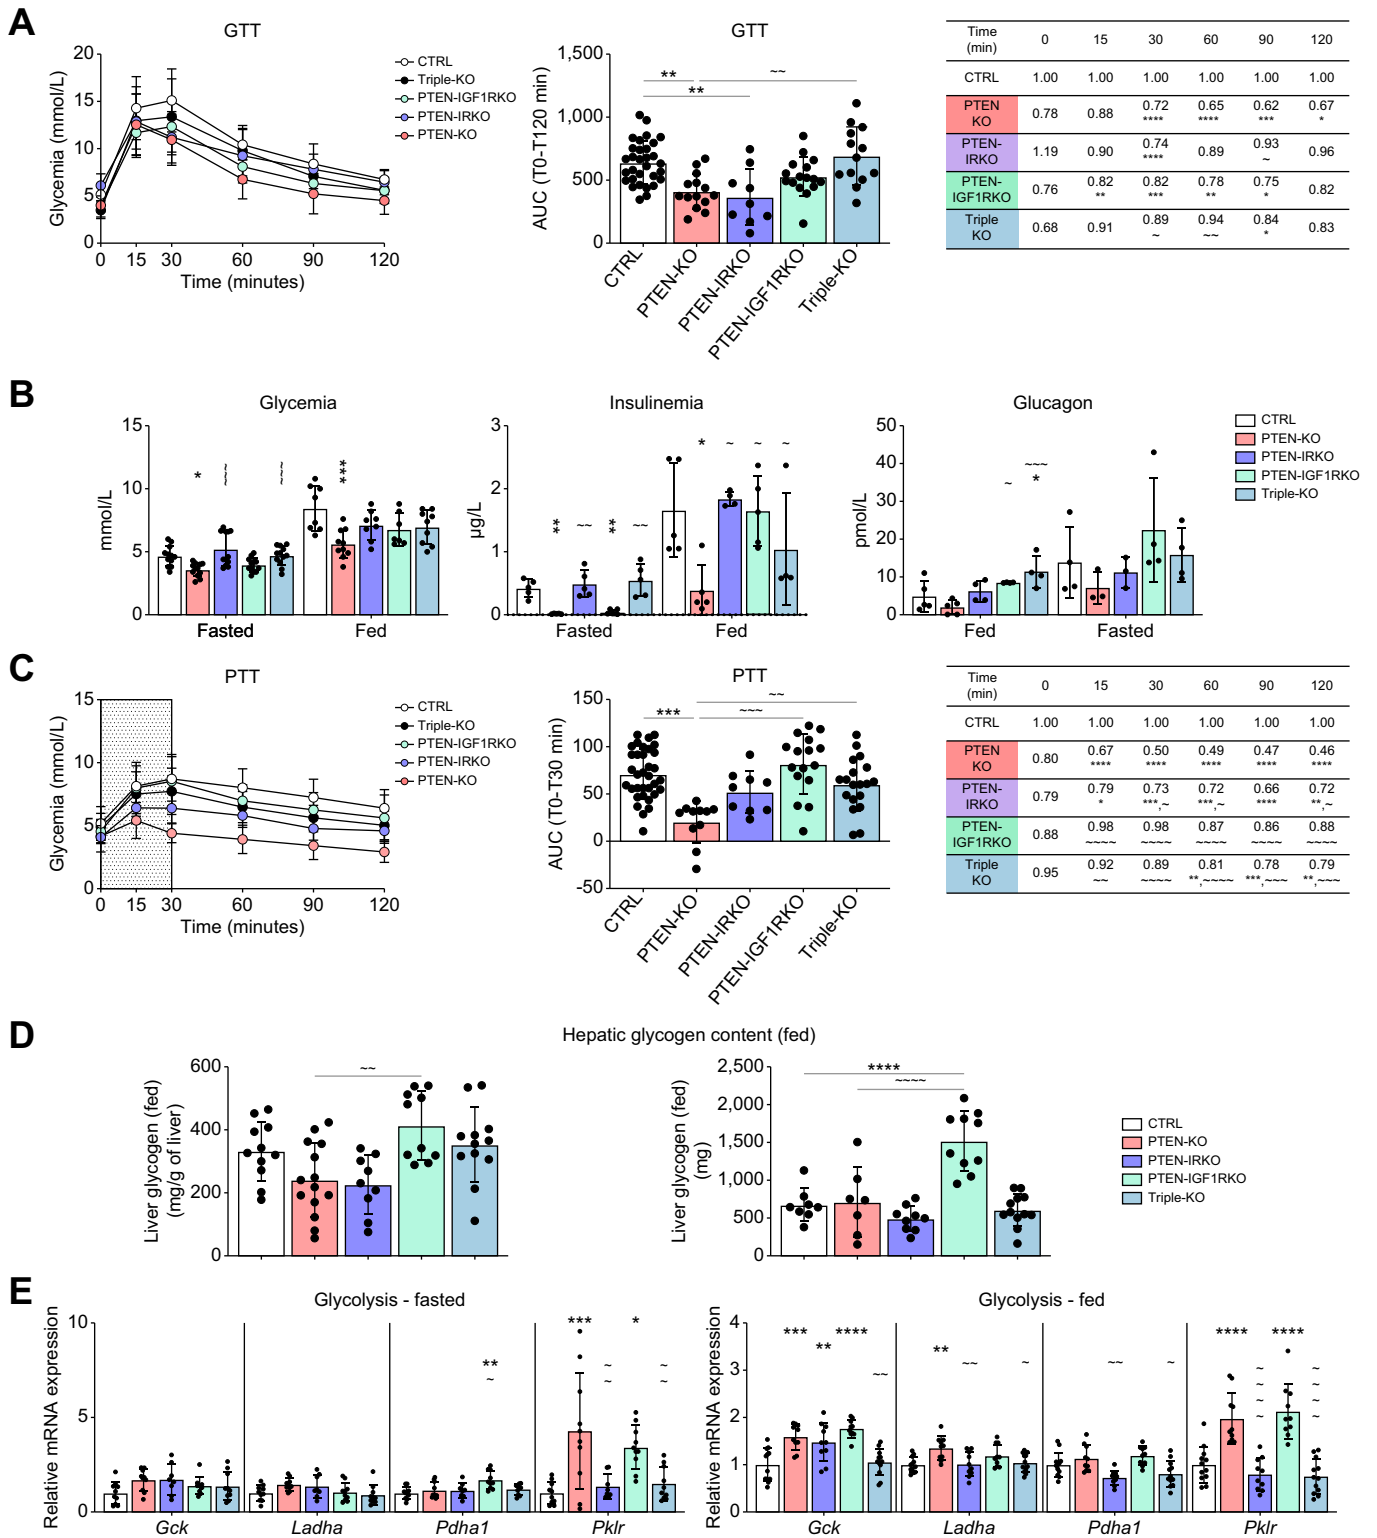 A
GTT
Glycemia (mmol/L)
20
15
10
5
0
0 15 30 60 90 120
Time (minutes)
CTRL
Triple-KO
PTEN-IGF1RKO
PTEN-IRKO
PTEN-KO
GTT
AUC (T0-T120 min)
1,500
1,000
500
0
** ~~
**
CTRL
PTEN-KO
PTEN-IRKO
PTEN-IGF1RKO
Triple-KO
Time (min) 0 15 30 60 90 120
CTRL 1.00 1.00 1.00 1.00 1.00 1.00
PTEN KO 0.78 0.88 0.72 **** 0.65 **** 0.62 *** 0.67 *
PTEN-IRKO 1.19 0.90 0.74 **** 0.89 0.93 ~ 0.96
PTEN-IGF1RKO 0.76 0.82 ** 0.82 *** 0.78 ** 0.75 * 0.82
Triple KO 0.68 0.91 0.89 ~ 0.94 ~~ 0.84 * 0.83
B
Glycemia
mmol/L
15
10
5
0
* ~~~ ~~~ ***
Fasted Fed
Insulinemia
µg/L
3
2
1
0
** ~~ ** ~~ * ~ ~ ~
Fasted Fed
Glucagon
pmol/L
50
40
30
20
10
0
~ ~~~
*
Fed Fasted
CTRL
PTEN-KO
PTEN-IRKO
PTEN-IGF1RKO
Triple-KO
C
PTT
Glycemia (mmol/L)
15
10
5
0
0 15 30 60 90 120
Time (minutes)
CTRL
Triple-KO
PTEN-IGF1RKO
PTEN-IRKO
PTEN-KO
PTT
AUC (T0-T30 min)
150
100
50
0
-50
~~
*** ~~~
CTRL
PTEN-KO
PTEN-IRKO
PTEN-IGF1RKO
Triple-KO
Time (min) 0 15 30 60 90 120
CTRL 1.00 1.00 1.00 1.00 1.00 1.00
PTEN KO 0.80 0.67 **** 0.50 **** 0.49 **** 0.47 **** 0.46 ****
PTEN-IRKO 0.79 0.79 * 0.73 ***,~ 0.72 ***,~ 0.66 **** 0.72 **,~
PTEN-IGF1RKO 0.88 0.98 ~~~~ 0.98 ~~~~ 0.87 ~~~~ 0.86 ~~~~ 0.88 ~~~~
Triple KO 0.95 0.92 ~~ 0.89 ~~~~ 0.81 **,~~~~ 0.78 ***,~~~ 0.79 **,~~~
D
Hepatic glycogen content (fed)
Liver glycogen (fed)
(mg/g of liver)
600
400
200
0
~~
Liver glycogen (fed)
(mg)
2,500
2,000
1,500
1,000
500
0
****
~~~~
CTRL
PTEN-KO
PTEN-IRKO
PTEN-IGF1RKO
Triple-KO
E
Glycolysis - fasted
Relative mRNA expression
10
5
0
** ~ *** ~~ * ~~
Gck Ladha Pdha1 Pklr
Glycolysis - fed
Relative mRNA expression
4
3
2
1
0
*** ** **** ~~ ** ~~ ~ ~~ ~ **** ~~~~ **** ~~~~
Gck Ladha Pdha1 Pklr